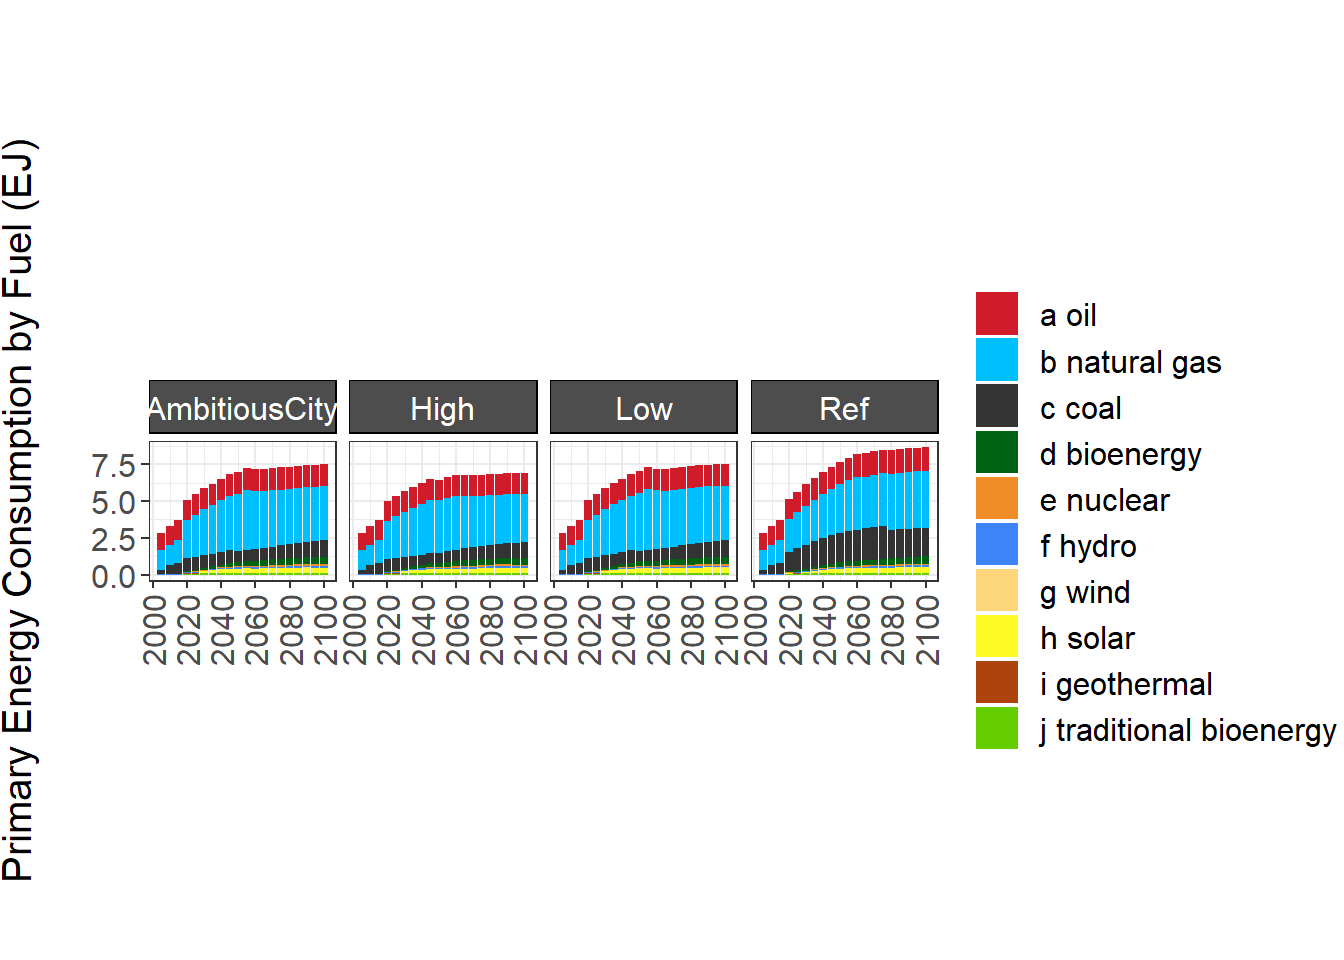 Primary Energy Consumption by Fuel (EJ)
AmbitiousCity
High
Low
Ref
7.5
5.0
2.5
0.0
2000
2020
2040
2060
2080
2100
2000
2020
2040
2060
2080
2100
2000
2020
2040
2060
2080
2100
2000
2020
2040
2060
2080
2100
a oil
b natural gas
c coal
d bioenergy
e nuclear
f hydro
g wind
h solar
i geothermal
j traditional bioenergy